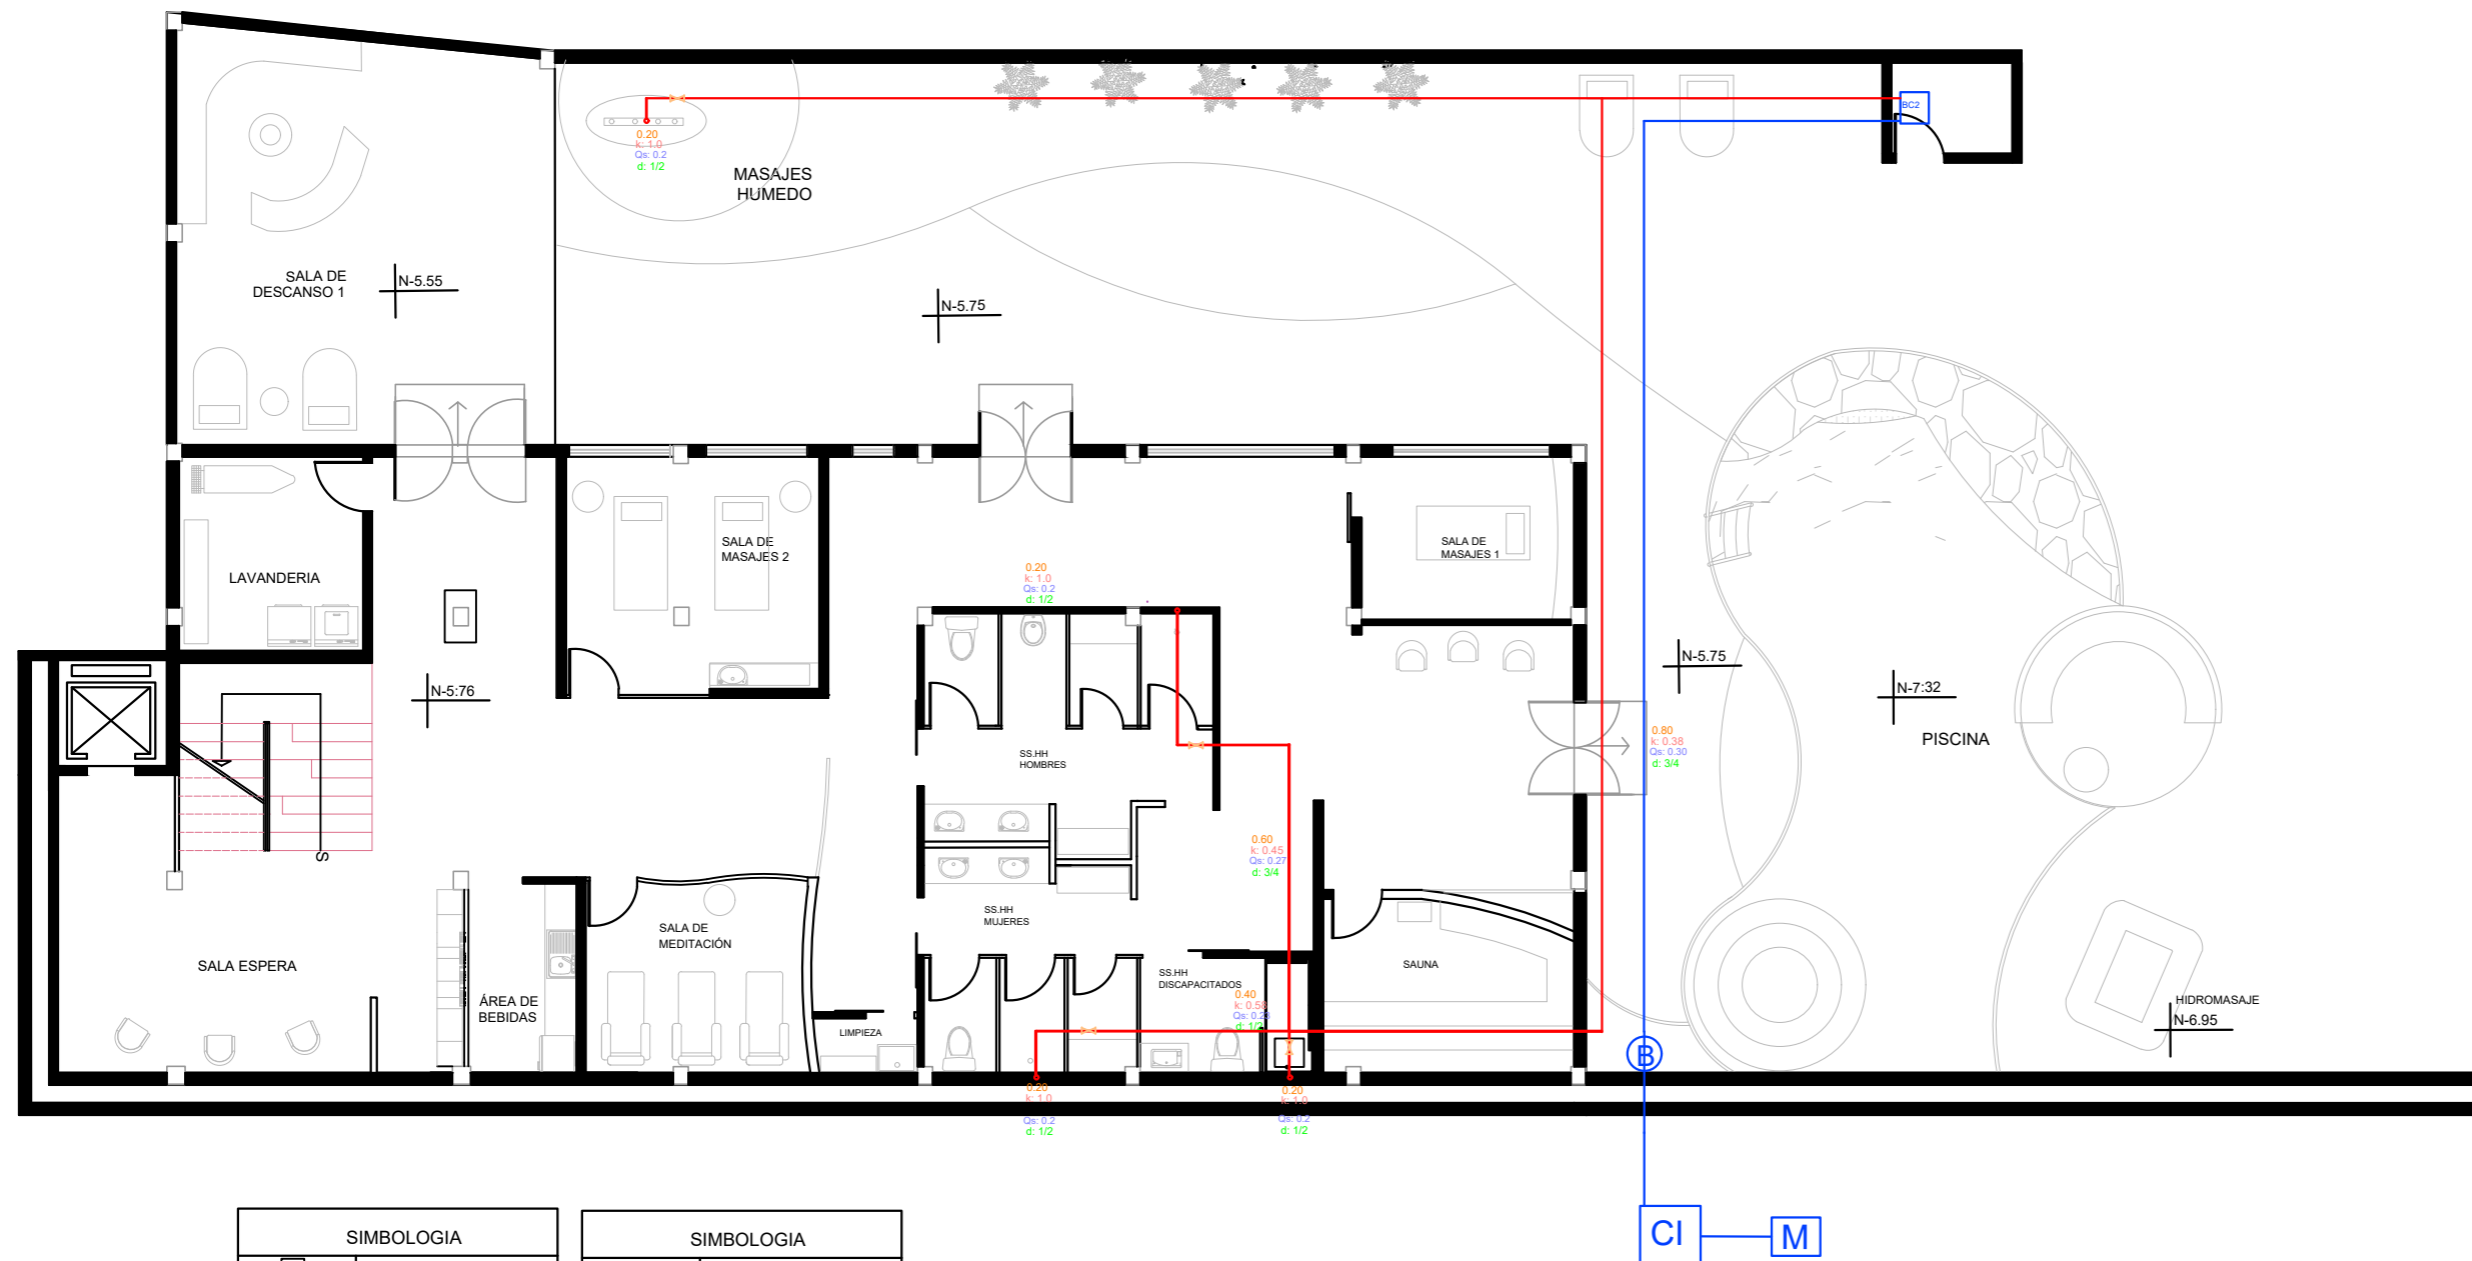 BC2
0.20
k: 1.0
Qs: 0.2
d: 1/2
MASAJES
HUMEDO
SALA DE
DESCANSO 1
N-5.55
N-5.75
SALA DE
MASAJES 2
SALA DE
MASAJES 1
LAVANDERIA
0.20
k: 1.0
Qs: 0.2
d: 1/2
N-5:76
N-5.75
N-7:32
PISCINA
0.80
k: 0.38
Qs: 0.30
d: 3/4
SS.HH
HOMBRES
0.60
k: 0.45
Qs: 0.27
d: 3/4
S
SS.HH
MUJERES
SALA DE
MEDITACIÓN
SALA ESPERA
ÁREA DE
BEBIDAS
LIMPIEZA
SS.HH
DISCAPACITADOS
0.40
d: 1/2
SAUNA
HIDROMASAJE
N-6.95
B
0.20
k: 1.0
Qs: 0.2
d: 1/2
0.20
k: 1.0
Qs: 0.2
d: 1/2
CI
M
SIMBOLOGIA
SIMBOLOGIA